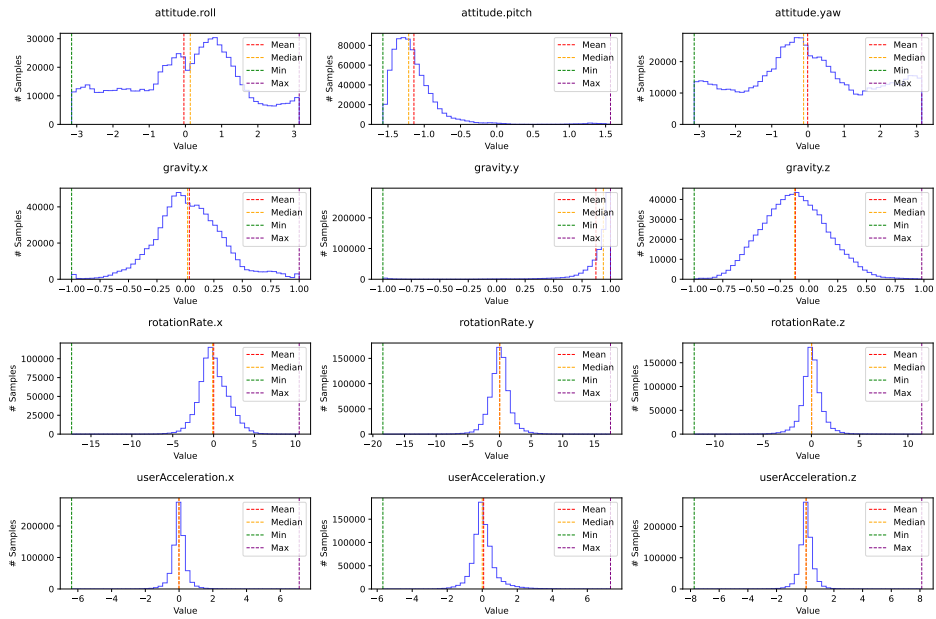 attitude.roll
30000
20000
10000
0
# Samples
−3 −2 −1 0 1 2 3
Value
Mean
Median
Min
Max
attitude.pitch
80000
60000
40000
20000
0
# Samples
−1.5 −1.0 −0.5 0.0 0.5 1.0 1.5
Value
Mean
Median
Min
Max
attitude.yaw
20000
10000
0
# Samples
−3 −2 −1 0 1 2 3
Value
Mean
Median
Min
Max
gravity.x
40000
20000
0
# Samples
−1.00 −0.75 −0.50 −0.25 0.00 0.25 0.50 0.75 1.00
Value
Mean
Median
Min
Max
gravity.y
200000
100000
0
# Samples
−1.00 −0.75 −0.50 −0.25 0.00 0.25 0.50 0.75 1.00
Value
Mean
Median
Min
Max
gravity.z
40000
30000
20000
10000
0
# Samples
−1.00 −0.75 −0.50 −0.25 0.00 0.25 0.50 0.75 1.00
Value
Mean
Median
Min
Max
rotationRate.x
100000
75000
50000
25000
0
# Samples
−15 −10 −5 0 5 10
Value
Mean
Median
Min
Max
rotationRate.y
150000
100000
50000
0
# Samples
−20 −15 −10 −5 0 5 10 15
Value
Mean
Median
Min
Max
rotationRate.z
150000
100000
50000
0
# Samples
−10 −5 0 5 10
Value
Mean
Median
Min
Max
userAcceleration.x
200000
100000
0
# Samples
−6 −4 −2 0 2 4 6
Value
Mean
Median
Min
Max
userAcceleration.y
150000
100000
50000
0
# Samples
−6 −4 −2 0 2 4 6
Value
Mean
Median
Min
Max
userAcceleration.z
200000
100000
0
# Samples
−8 −6 −4 −2 0 2 4 6 8
Value
Mean
Median
Min
Max